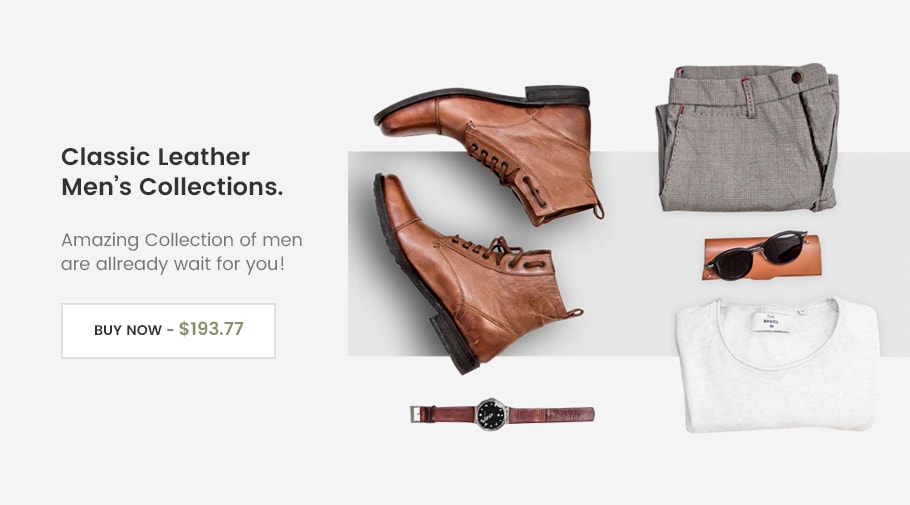 Classic Leather
Men’s Collections.
Amazing Collection of men
are allready wait for you!
BUY NOW - $193.77
THE
BASICS